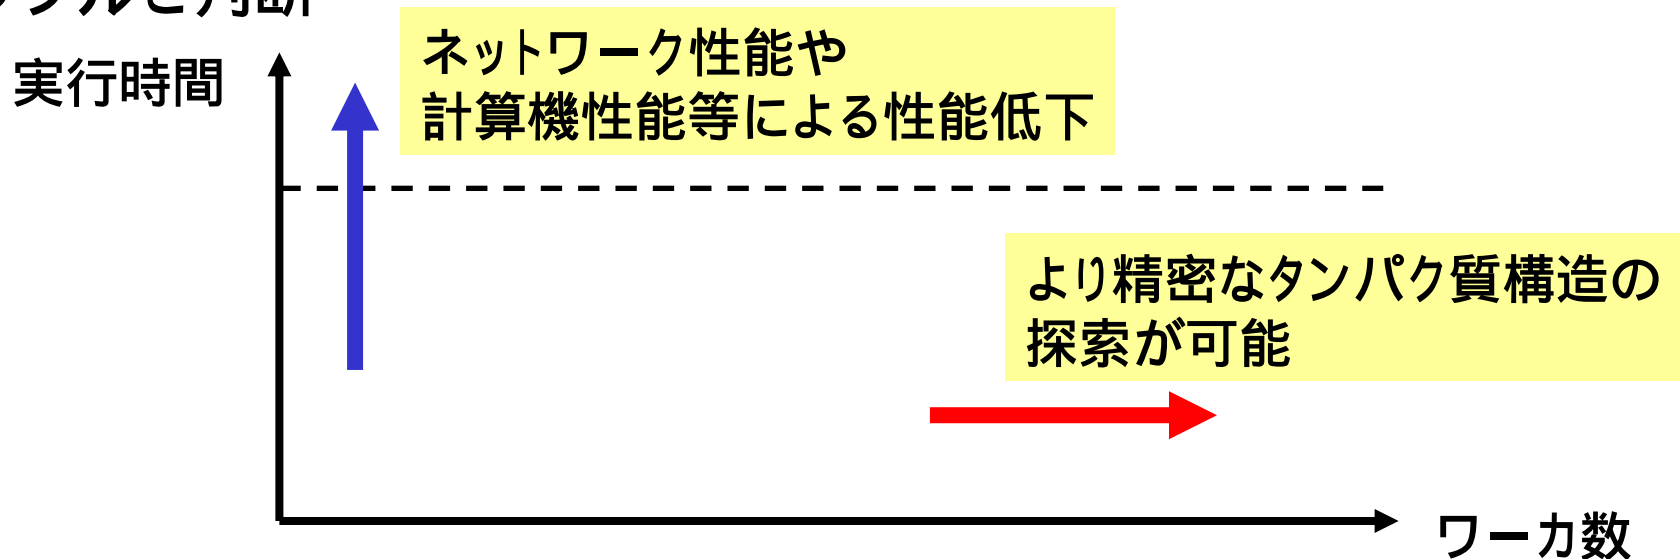 実行時間
ネットワーク性能や
計算機性能等による性能低下
より精密なタンパク質構造の
探索が可能
ワーカ数